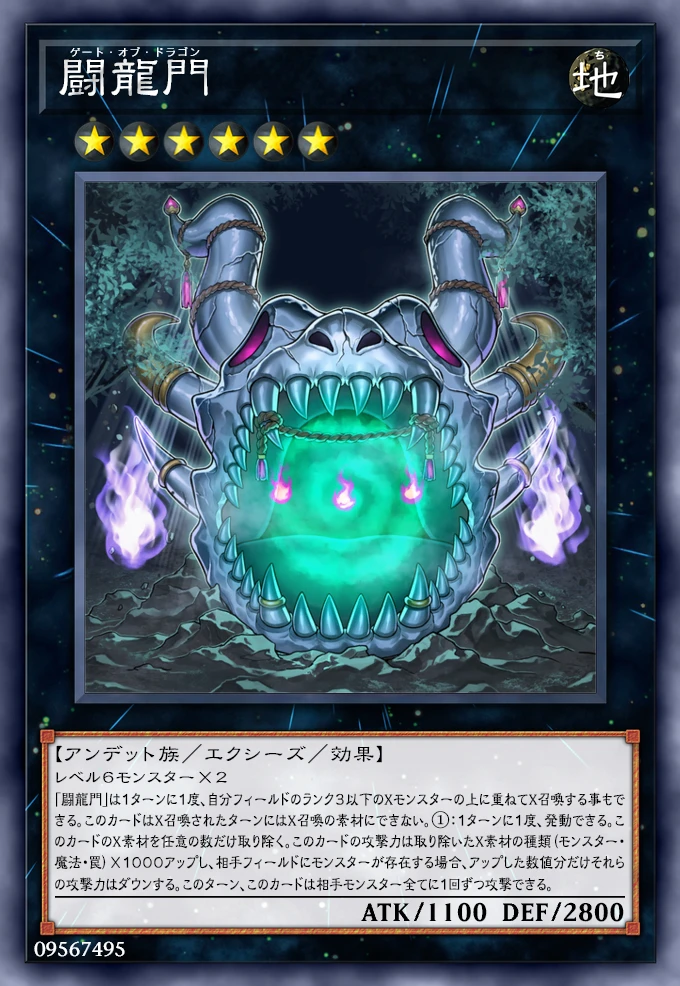 ゲート・オブ・ドラゴン
闘龍門
ち
地
【アンデット族／エクシーズ／効果】
レベル６モンスター×２
「闘龍門」は１ターンに１度、自分フィールドのランク３以下のXモンスターの上に重ねてX召喚する事もで
きる。このカードはX召喚されたターンにはX召喚の素材にできない。①：１ターンに１度、発動できる。こ
のカードのX素材を任意の数だけ取り除く。このカードの攻撃力は取り除いたX素材の種類（モンスター・
魔法・罠）×１０００アップし、相手フィールドにモンスターが存在する場合、アップした数値分だけそれら
の攻撃力はダウンする。このターン、このカードは相手モンスター全てに１回ずつ攻撃できる。
ATK/1100 DEF/2800
09567495